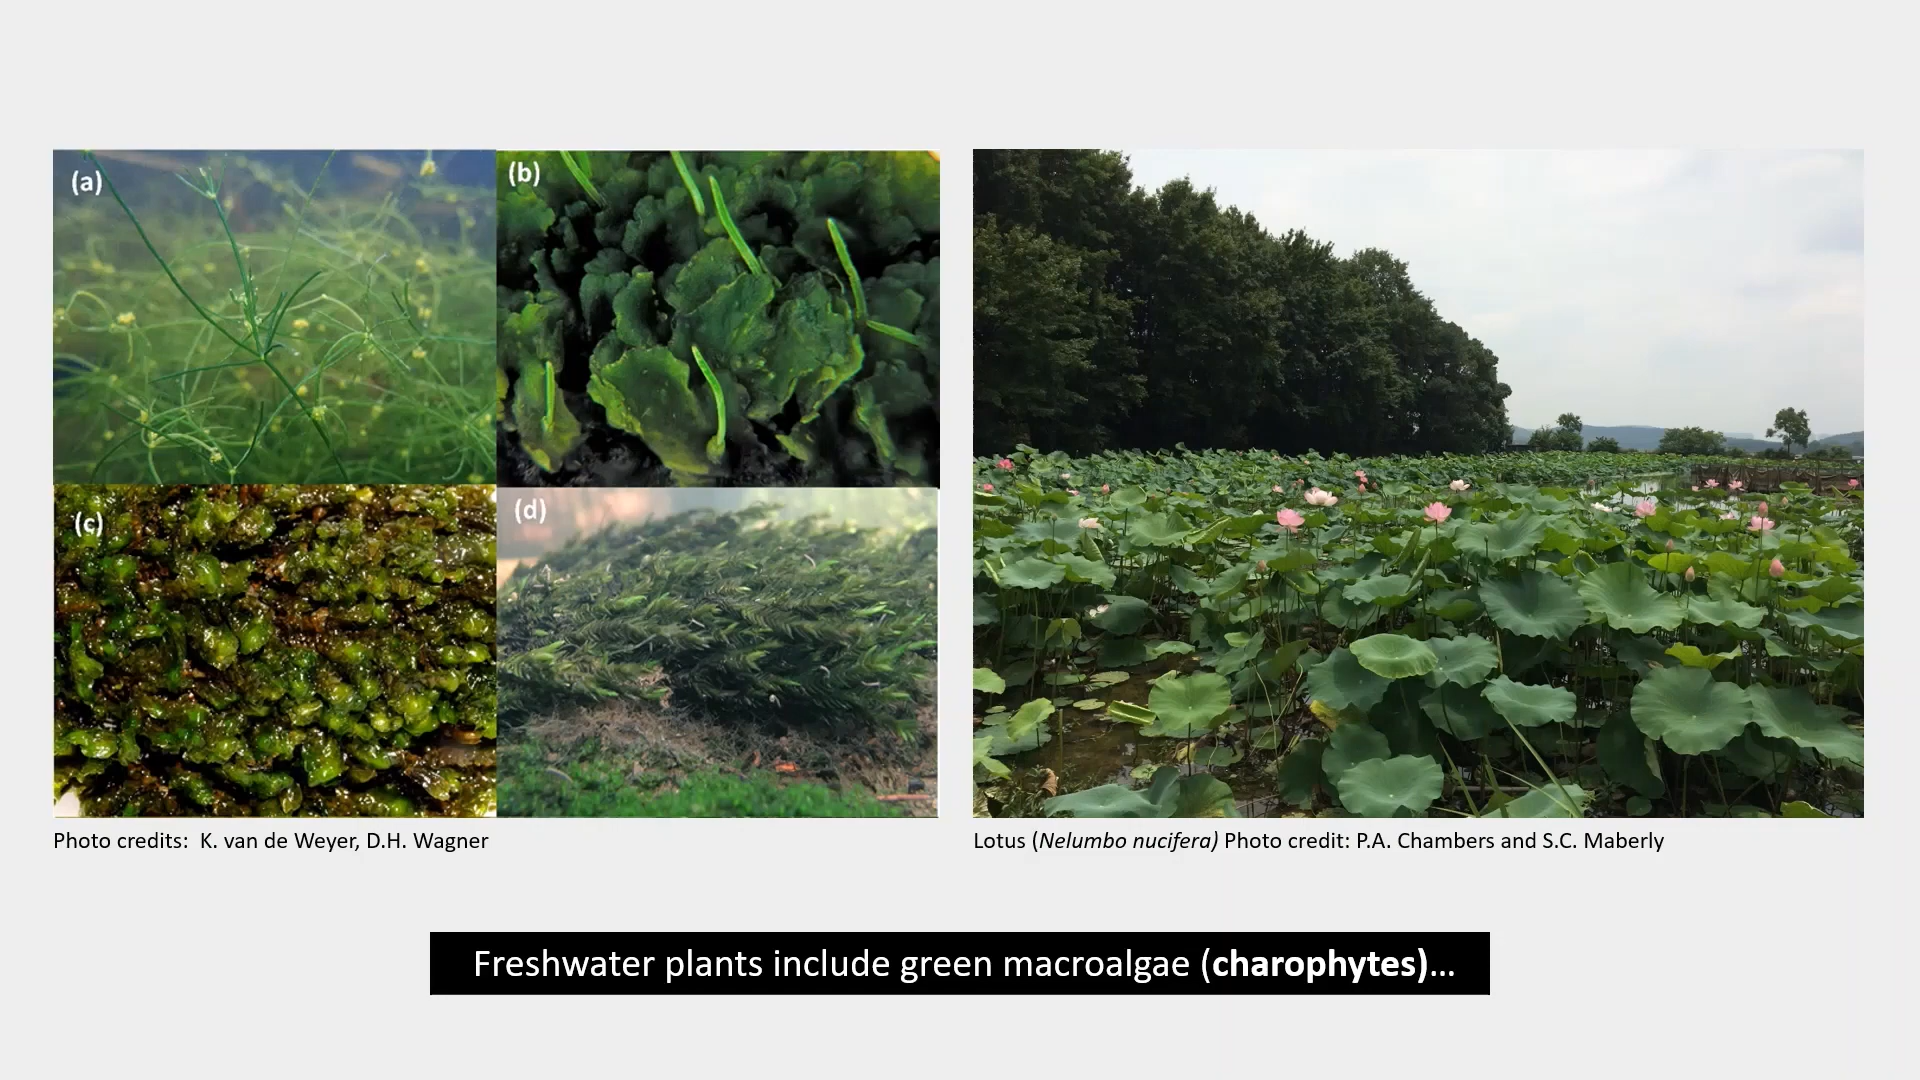 (a)
(b)
(c)
(d)
Photo credits:  K. van de Weyer, D.H. Wagner
Lotus (Nelumbo nucifera) Photo credit: P.A. Chambers and S.C. Maberly
Freshwater plants include green macroalgae (charophytes)…